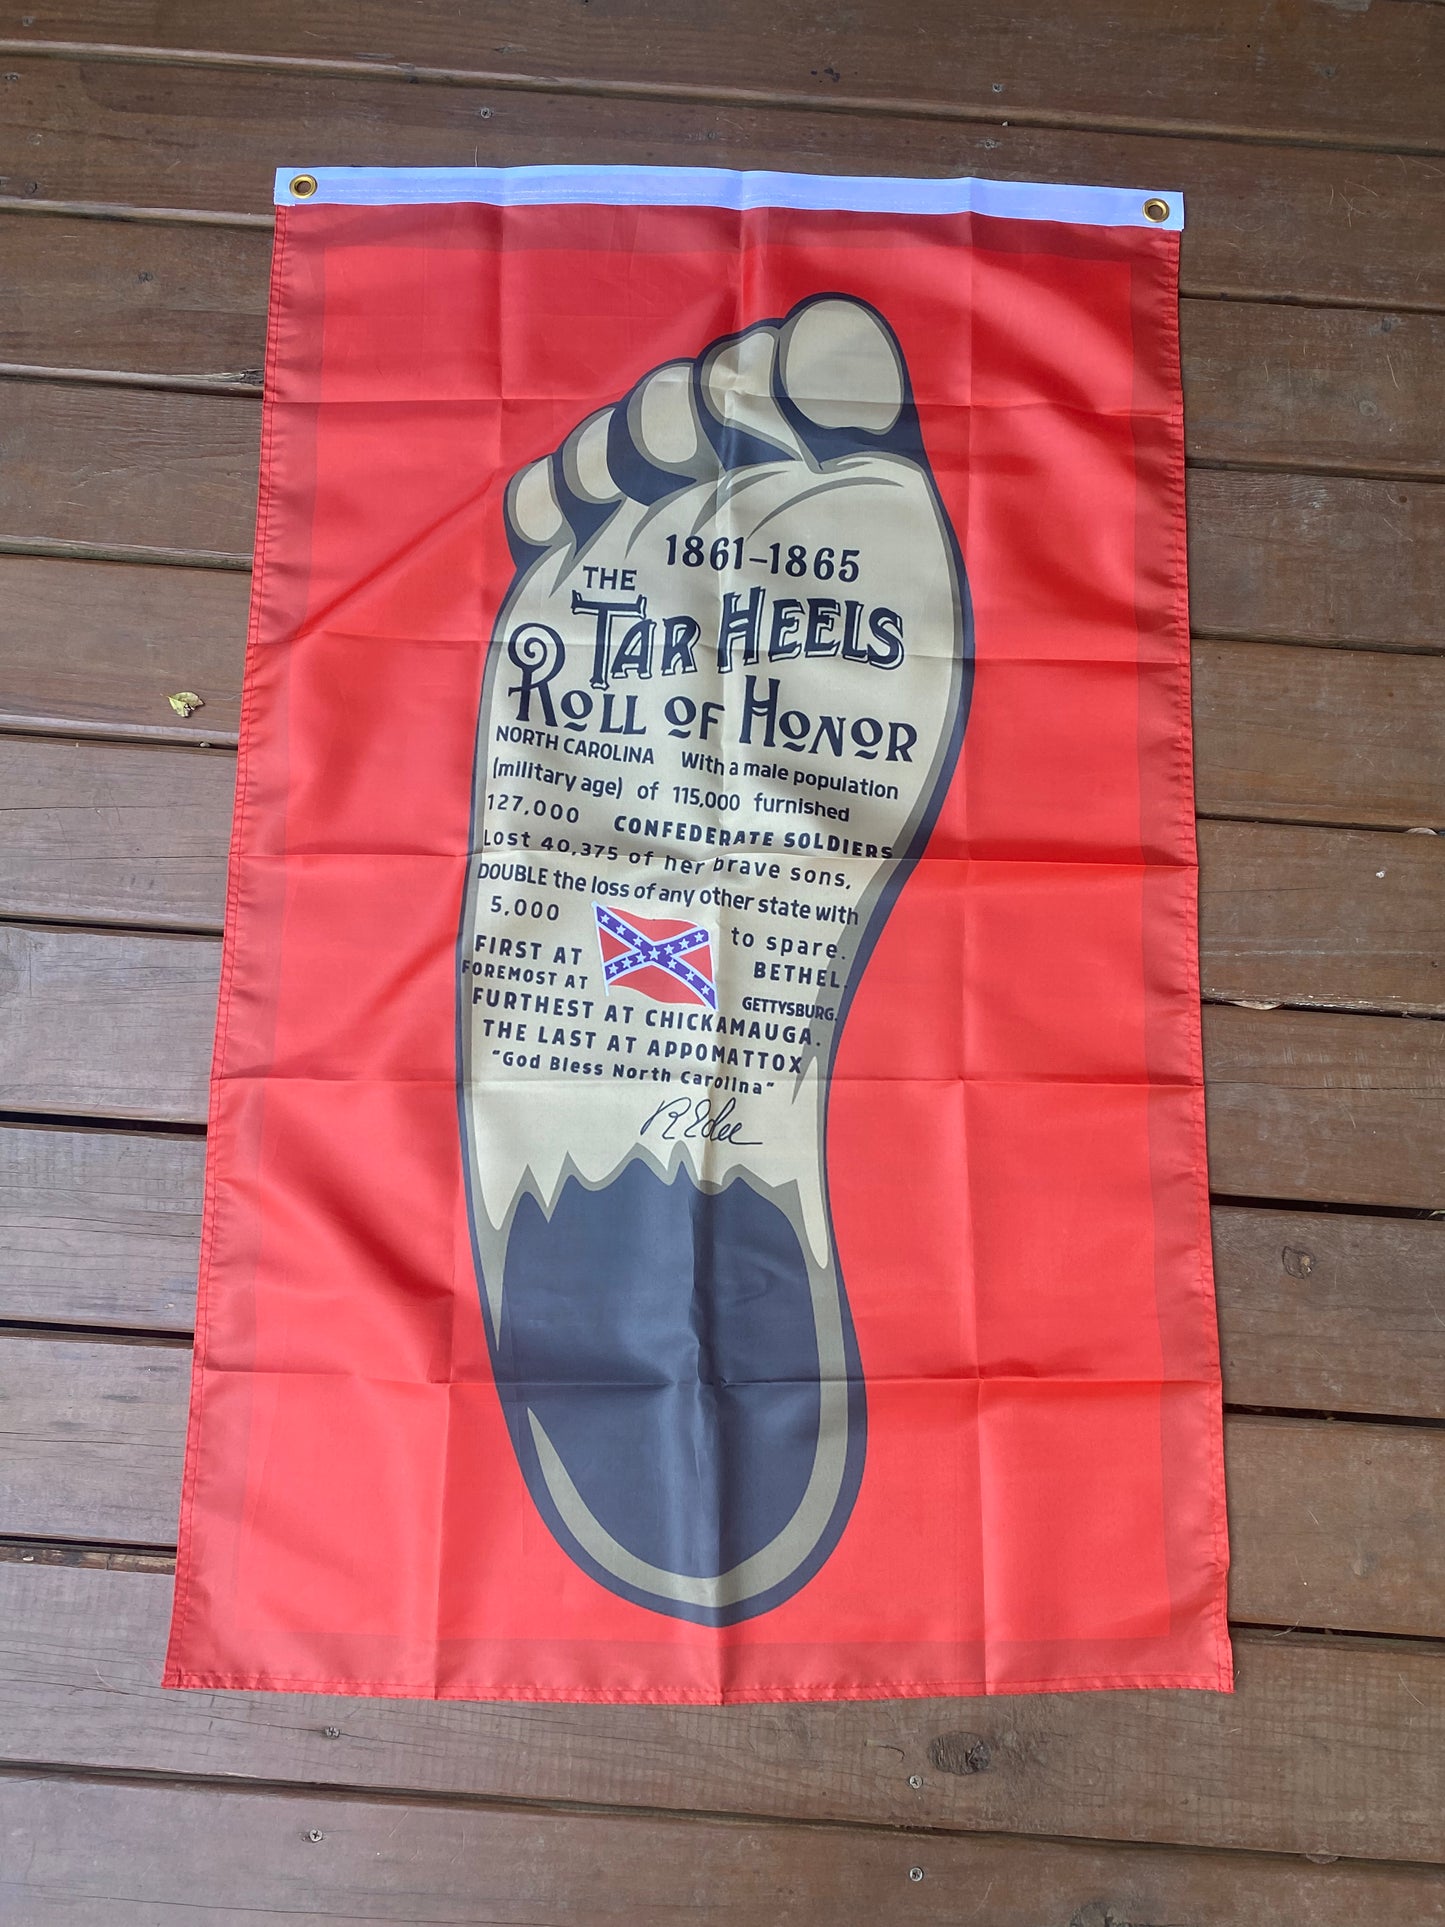 1861-1865
THE
TAR HEELS
ROLL OF HONOR
NORTH CAROLINA With a male population
(military age) of 115,000 furnished
127,000 CONFEDERATE SOLDIERS
Lost 40,375 of her brave sons,
DOUBLE the loss of any other state with
5,000 to spare.
FIRST AT BETHEL.
FOREMOST AT GETTYSBURG.
FURTHEST AT CHICKAMAUGA.
THE LAST AT APPOMATTOX
"God Bless North Carolina"
R E Lee